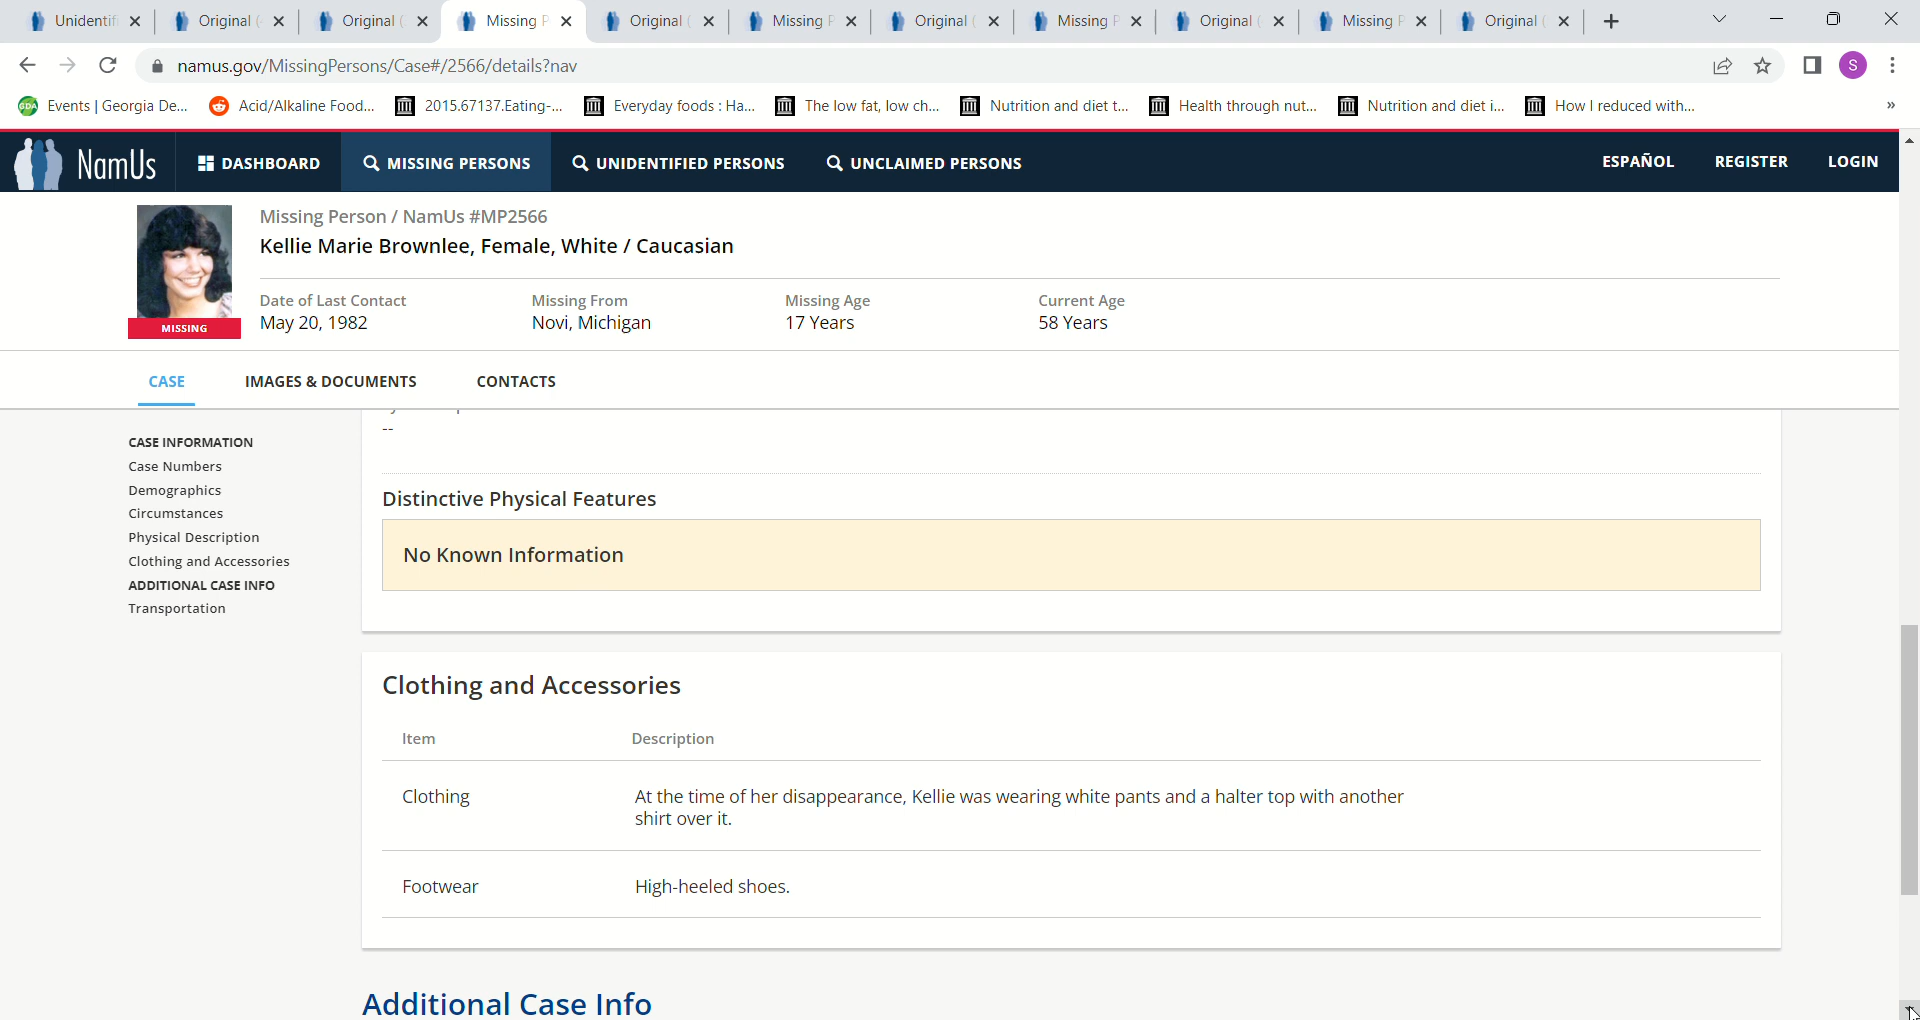 Unidentif
Original (
Original (
Missing P
Original (
Missing P
Original (
Missing P
Original (
Missing P
Original (
namus.gov/MissingPersons/Case#/2566/details?nav
S
GDA
Events | Georgia De...
Acid/Alkaline Food...
2015.67137.Eating-...
Everyday foods : Ha...
The low fat, low ch...
Nutrition and diet t...
Health through nut...
Nutrition and diet i...
How I reduced with...
»
NamUs
DASHBOARD
MISSING PERSONS
UNIDENTIFIED PERSONS
UNCLAIMED PERSONS
ESPAÑOL
REGISTER
LOGIN
Missing Person / NamUs #MP2566
Kellie Marie Brownlee, Female, White / Caucasian
Date of Last Contact
May 20, 1982
Missing From
Novi, Michigan
Missing Age
17 Years
Current Age
58 Years
MISSING
CASE
IMAGES & DOCUMENTS
CONTACTS
CASE INFORMATION
Case Numbers
Demographics
Circumstances
Physical Description
Clothing and Accessories
ADDITIONAL CASE INFO
Transportation
--
Distinctive Physical Features
No Known Information
Clothing and Accessories
Item
Description
Clothing
At the time of her disappearance, Kellie was wearing white pants and a halter top with another
shirt over it.
Footwear
High-heeled shoes.
Additional Case Info